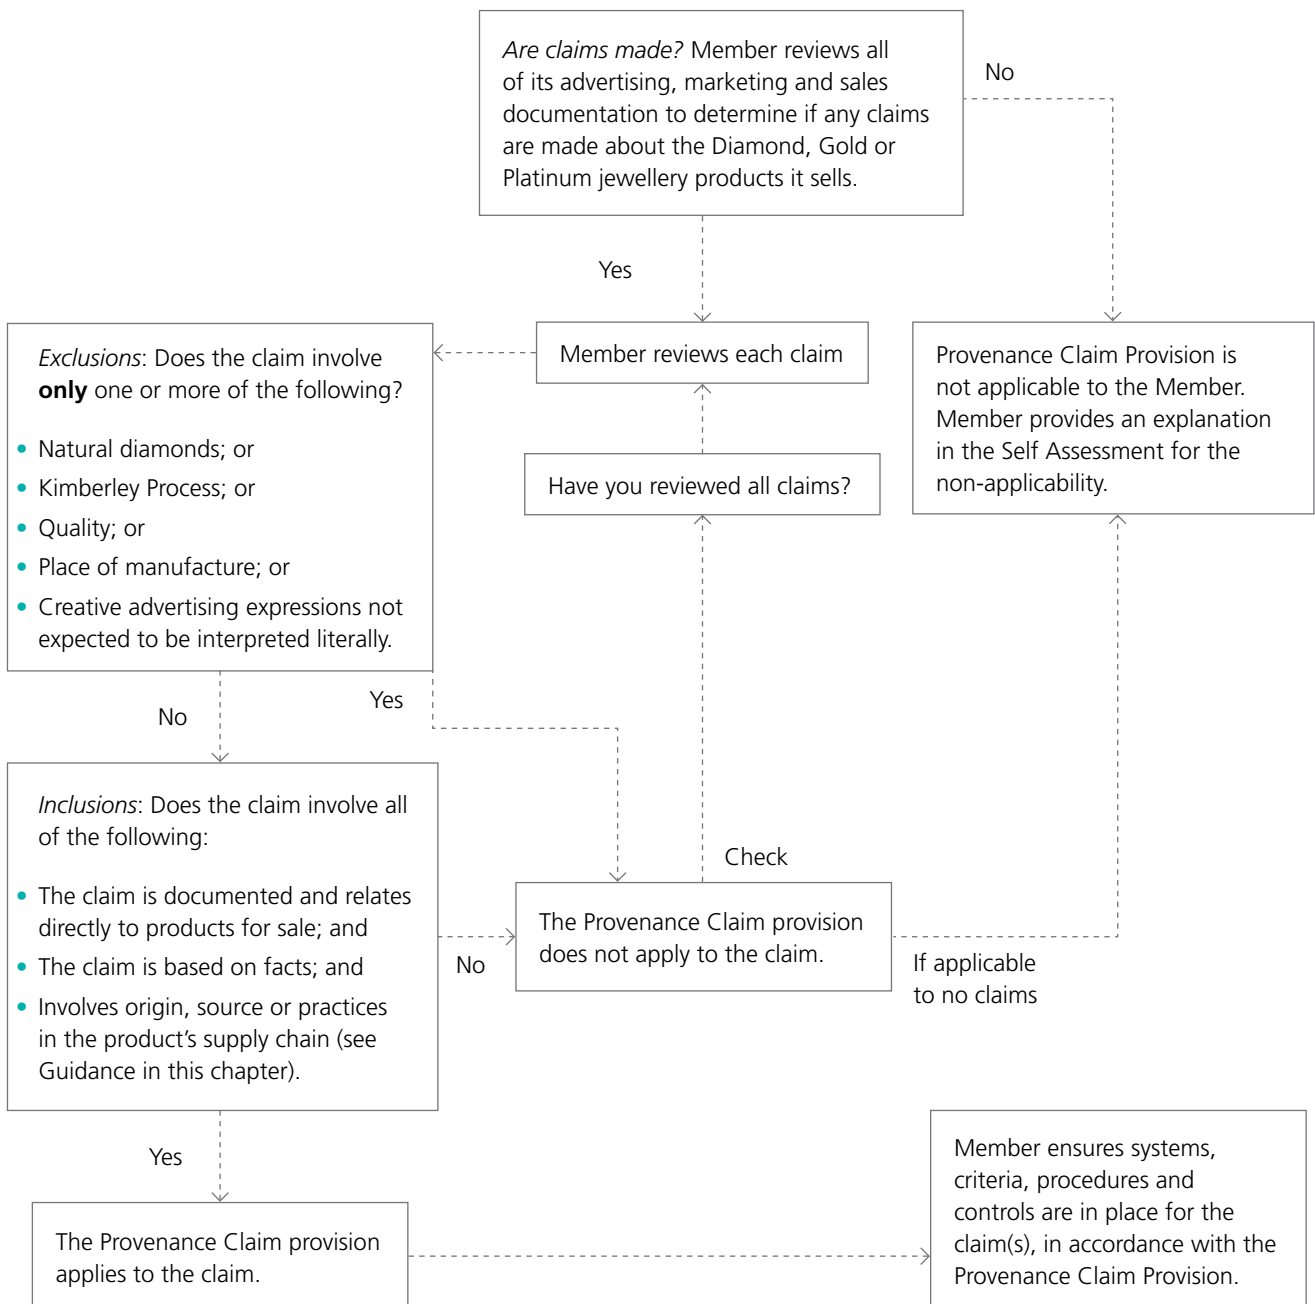 Are claims made? Member reviews all
of its advertising, marketing and sales
documentation to determine if any claims
are made about the Diamond, Gold or
Platinum jewellery products it sells.
No
Yes
Exclusions: Does the claim involve
only one or more of the following?
• Natural diamonds; or
• Kimberley Process; or
• Quality; or
• Place of manufacture; or
• Creative advertising expressions not
expected to be interpreted literally.
Member reviews each claim
Have you reviewed all claims?
Provenance Claim Provision is
not applicable to the Member.
Member provides an explanation
in the Self Assessment for the
non-applicability.
No
Yes
Inclusions: Does the claim involve all
of the following:
• The claim is documented and relates
directly to products for sale; and
• The claim is based on facts; and
• Involves origin, source or practices
in the product’s supply chain (see
Guidance in this chapter).
No
Check
The Provenance Claim provision
does not apply to the claim.
If applicable
to no claims
Yes
The Provenance Claim provision
applies to the claim.
Member ensures systems,
criteria, procedures and
controls are in place for the
claim(s), in accordance with the
Provenance Claim Provision.